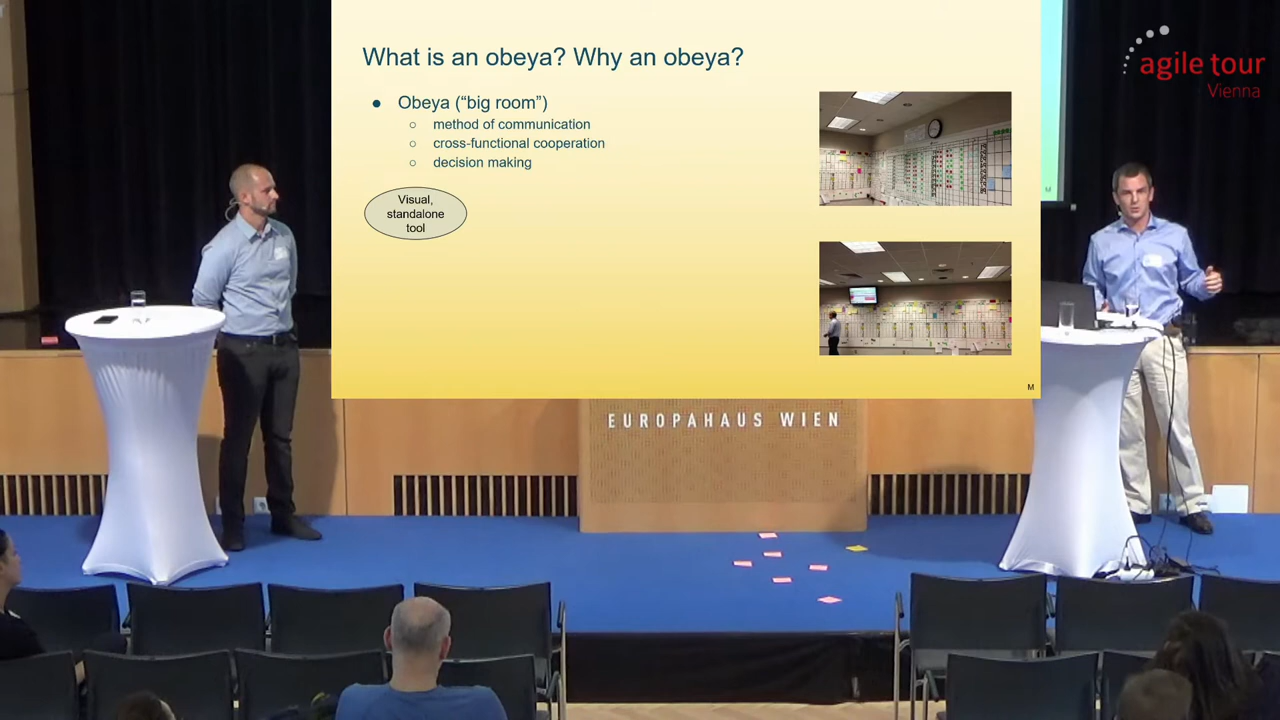 What is an obeya? Why an obeya?
● Obeya (“big room”)
○ method of communication
○ cross-functional cooperation
○ decision making
Visual,
standalone
tool
M
agile tour
Vienna
M
EUROPAHAUS WIEN